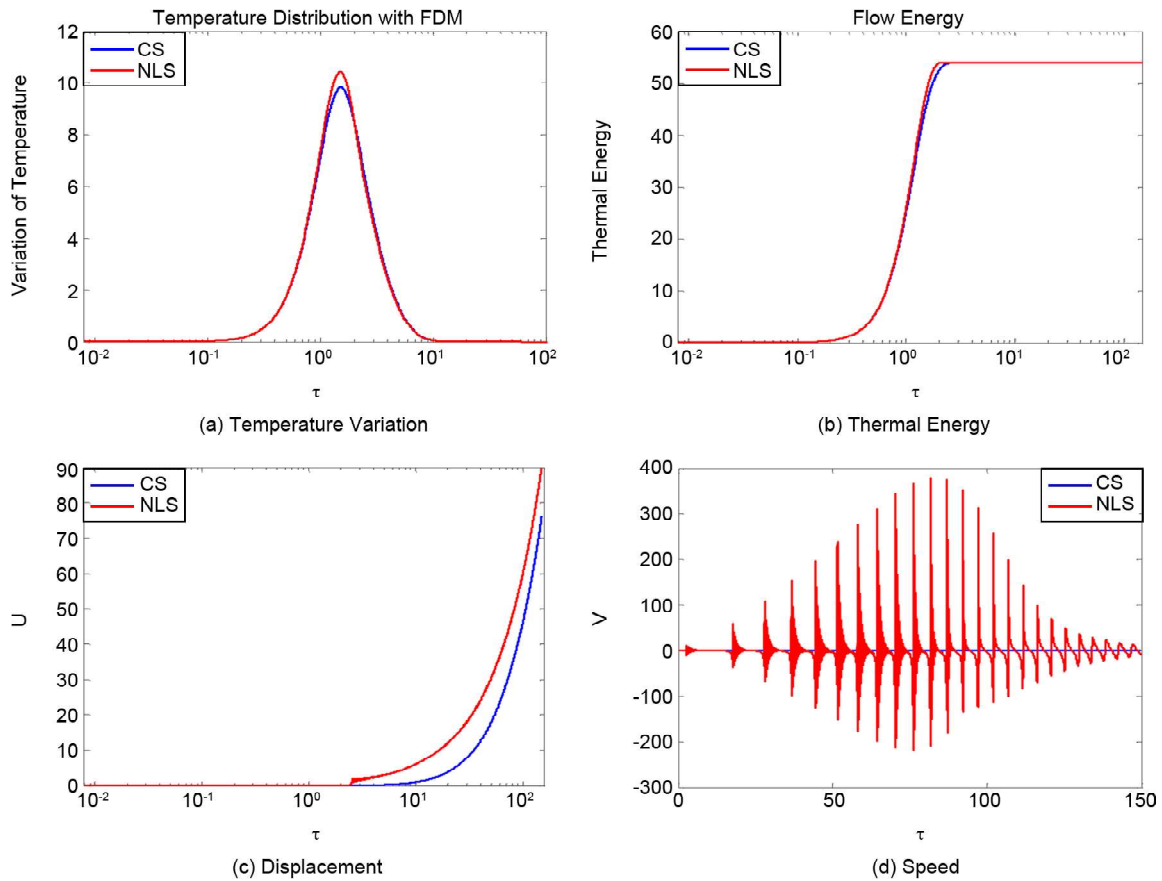 Temperature Distribution with FDM
CS
NLS
12
10
8
6
4
2
0
Variation of Temperature
10-2
10-1
100
101
102
τ
(a) Temperature Variation
Flow Energy
CS
NLS
60
50
40
30
20
10
0
Thermal Energy
10-2
10-1
100
101
102
τ
(b) Thermal Energy
CS
NLS
90
80
70
60
50
40
30
20
10
0
U
10-2
10-1
100
101
102
τ
(c) Displacement
CS
NLS
400
300
200
100
0
-100
-200
-300
V
0
50
100
150
τ
(d) Speed